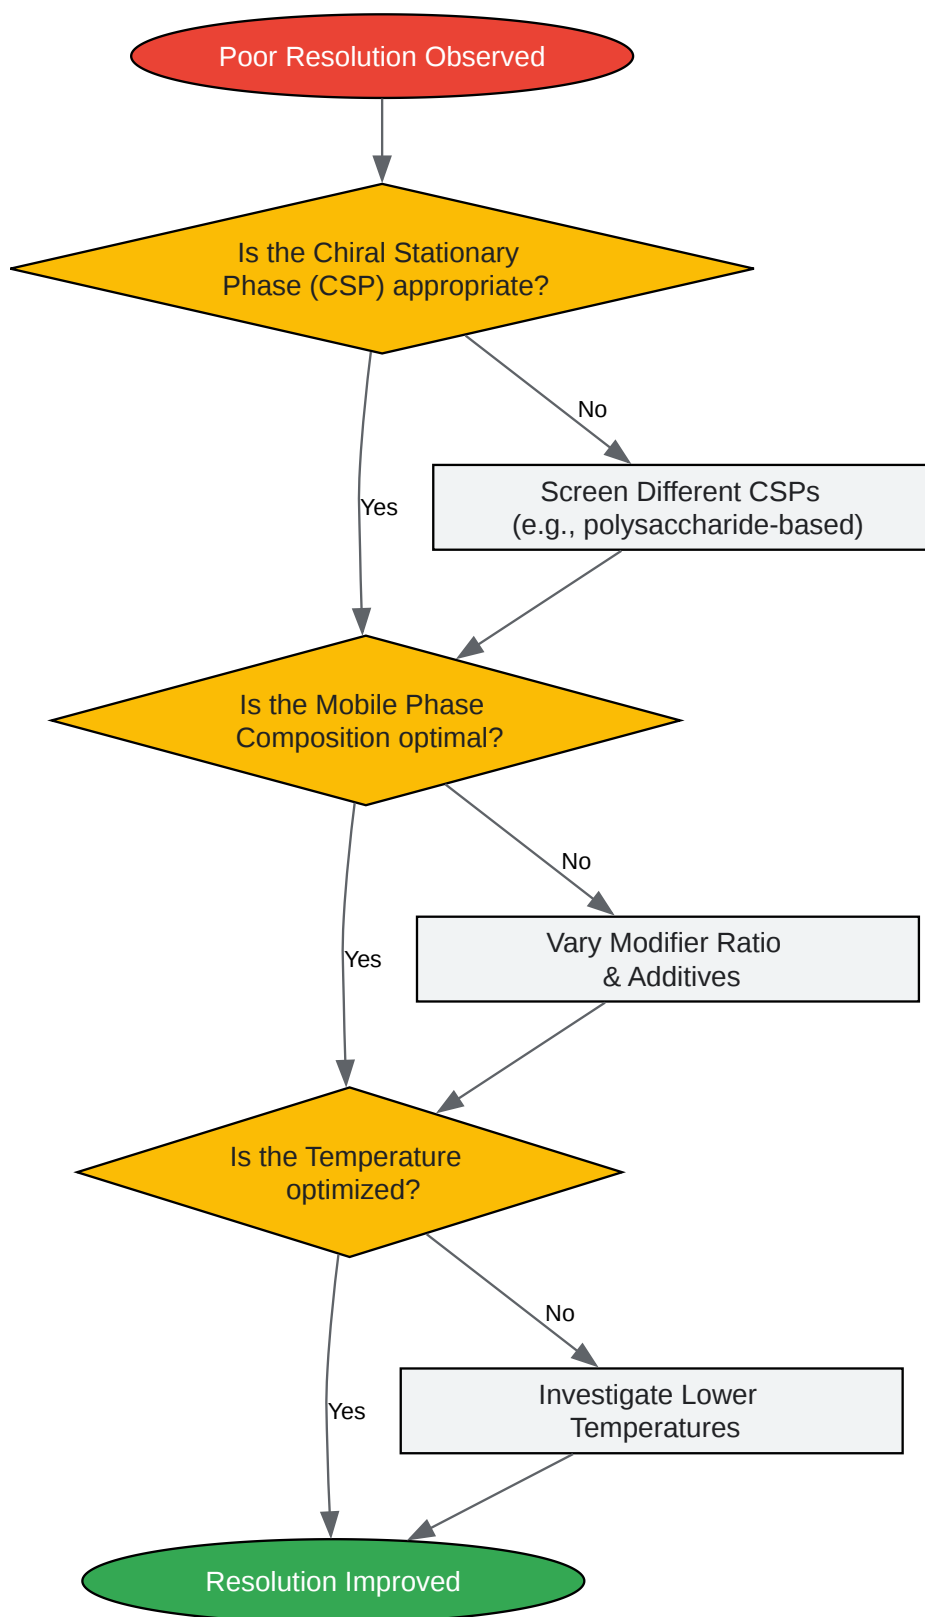 Poor Resolution Observed
Is the Chiral Stationary
Phase (CSP) appropriate?
No
Screen Different CSPs
(e.g., polysaccharide-based)
Yes
Is the Mobile Phase
Composition optimal?
No
Vary Modifier Ratio
& Additives
Yes
Is the Temperature
optimized?
No
Investigate Lower
Temperatures
Yes
Resolution Improved